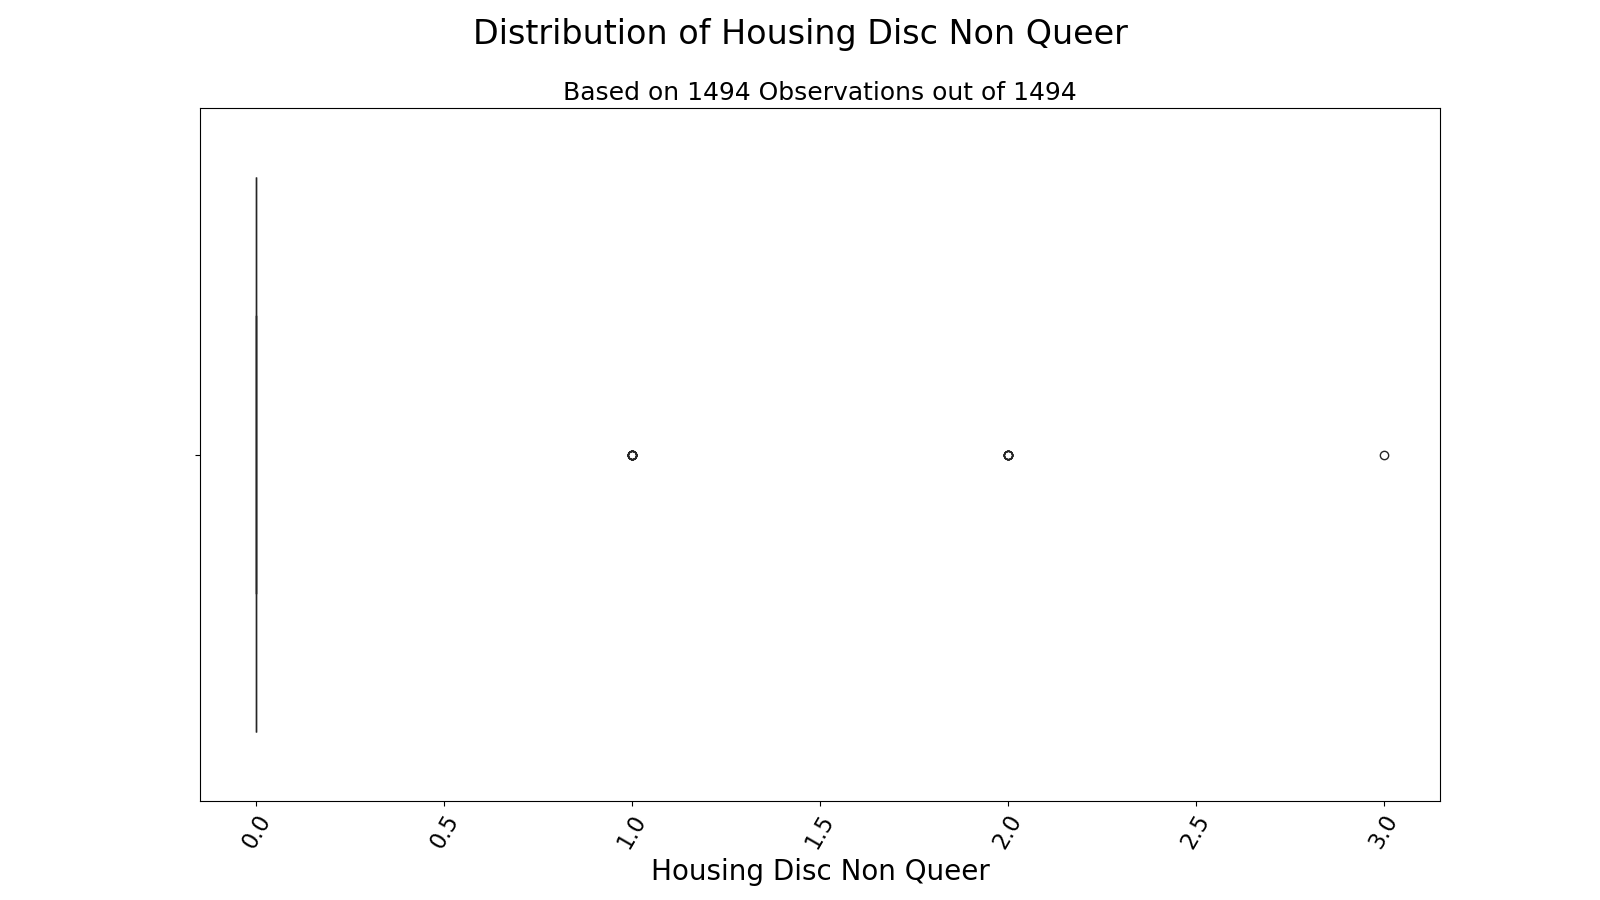 Distribution of Housing Disc Non Queer
Based on 1494 Observations out of 1494
0.0
0.5
1.0
1.5
2.0
2.5
3.0
Housing Disc Non Queer